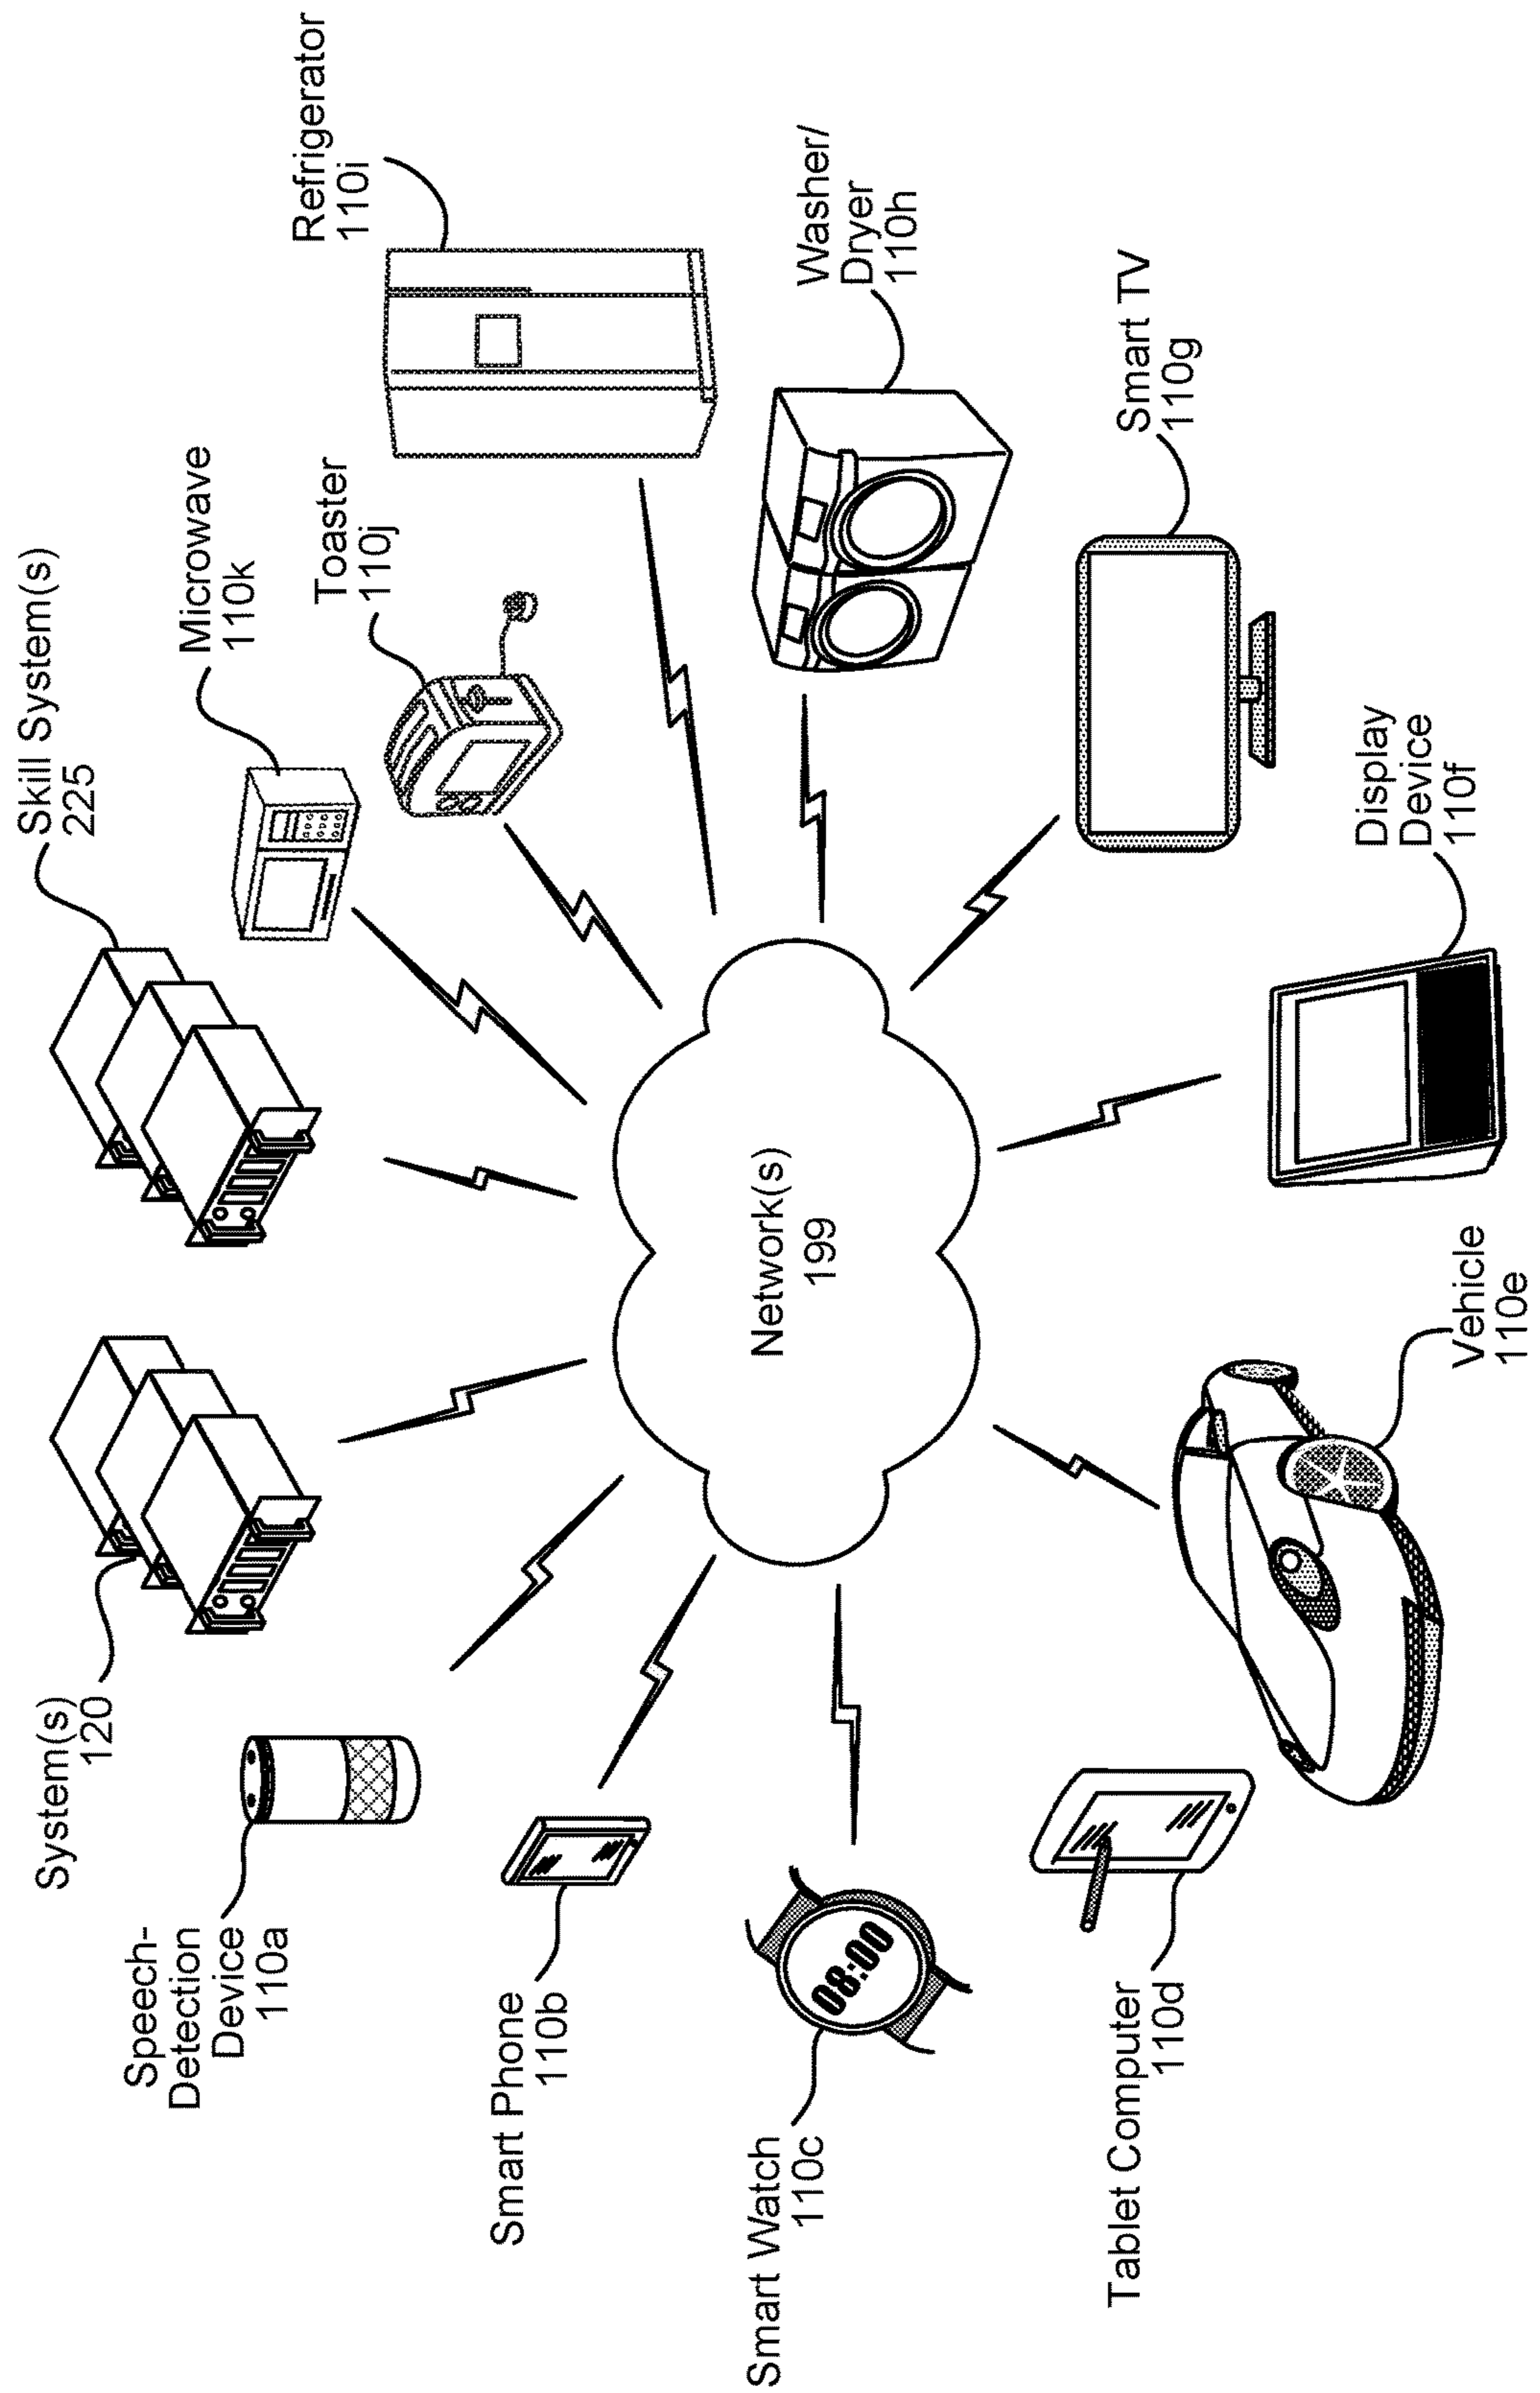 System(s)
120
Skill System(s)
225
Speech-
Detection
Device
110a
Microwave
110k
Toaster
110j
Refrigerator
110i
Smart Phone
110b
Network(s)
199
Smart Watch
110c
08:00
Washer/
Dryer
110h
Tablet Computer
110d
Smart TV
110g
Vehicle
110e
Display
Device
110f